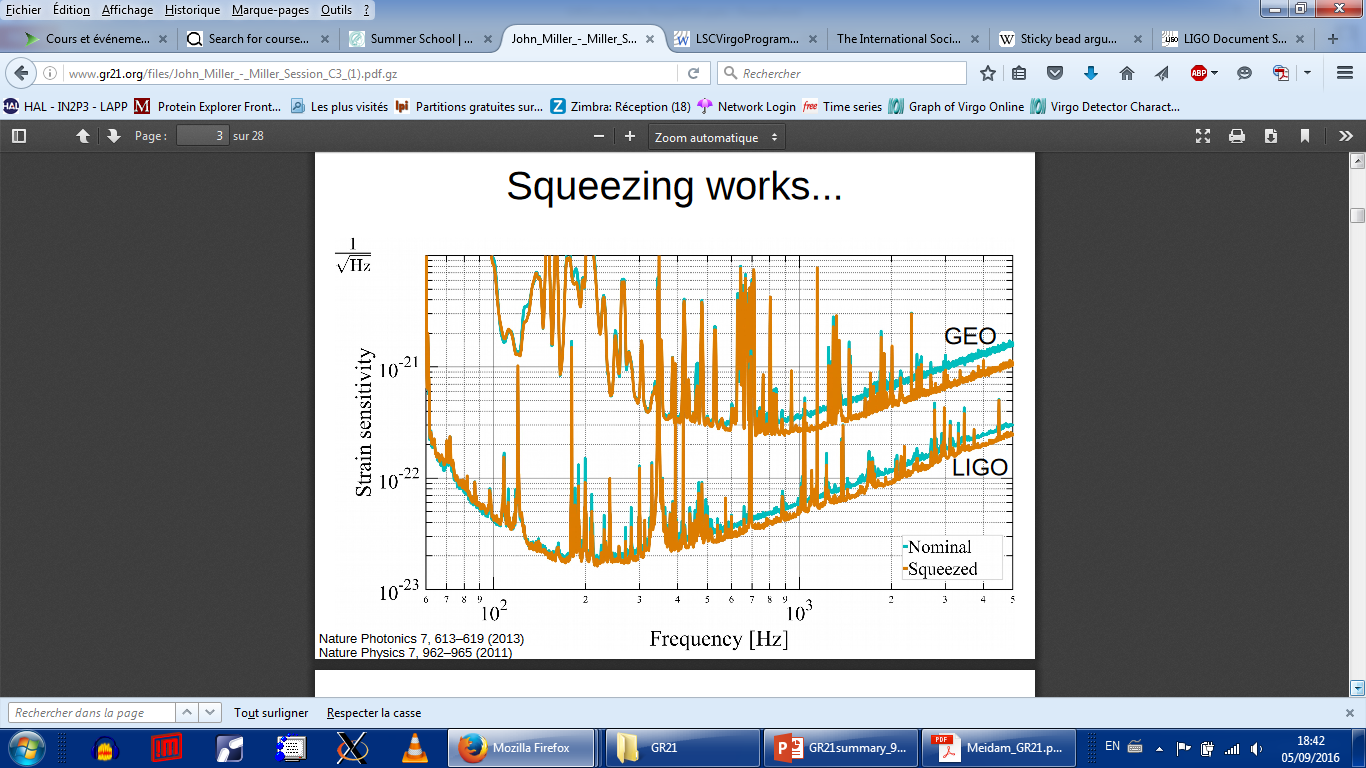 Fichier Édition Affichage Historique Marque-pages Outils ?
Cours et événeme... × Search for course... × Summer School | ... × John_Miller_-_Miller_S... × LSCVirgoProgram... × The International Soci... × Sticky bead argu... × LIGO Document S... × +
www.gr21.org/files/John_Miller_-_Miller_Session_C3_(1).pdf.gz Rechercher ABP
HAL - IN2P3 - LAPP Protein Explorer Front... Les plus visités Partitions gratuites sur... Zimbra: Réception (18) Network Login free Time series Graph of Virgo Online Virgo Detector Charact...
Page : 3 sur 28 Zoom automatique
Squeezing works...
1
√Hz
Strain sensitivity
10-21
10-22
10-23
GEO
LIGO
Nominal
Squeezed
6 7 8 9 102 2 3 4 5 6 7 8 9 103 2 3 4 5
Frequency [Hz]
Nature Photonics 7, 613–619 (2013)
Nature Physics 7, 962–965 (2011)
Rechercher dans la page Tout surligner Respecter la casse
Mozilla Firefox GR21 GR21summary_9... Meidam_GR21.p... EN 18:42
05/09/2016